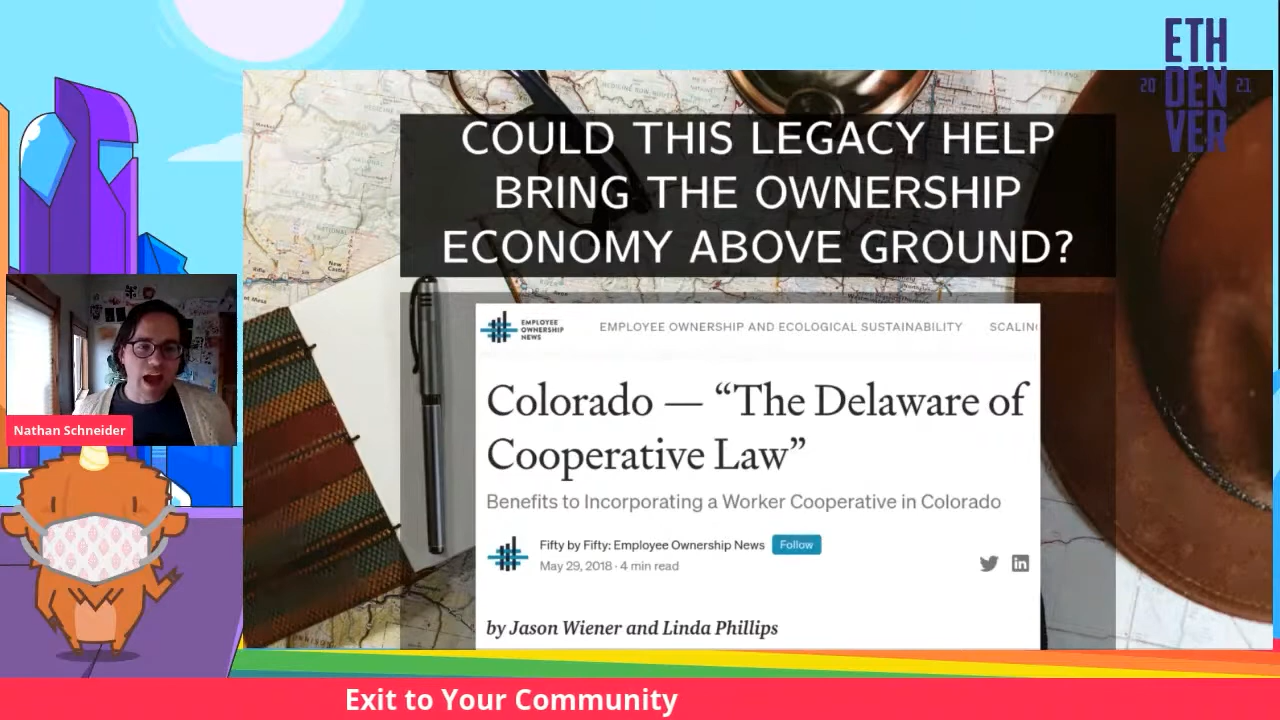 ETH
20 DEN 21
VER
COULD THIS LEGACY HELP
BRING THE OWNERSHIP
ECONOMY ABOVE GROUND?
EMPLOYEE
OWNERSHIP
NEWS
EMPLOYEE OWNERSHIP AND ECOLOGICAL SUSTAINABILITY SCALIN
Colorado — “The Delaware of
Cooperative Law”
Benefits to Incorporating a Worker Cooperative in Colorado
Fifty by Fifty: Employee Ownership News Follow
May 29, 2018 · 4 min read
by Jason Wiener and Linda Phillips
Nathan Schneider
Exit to Your Community
New
Castle
Rifle